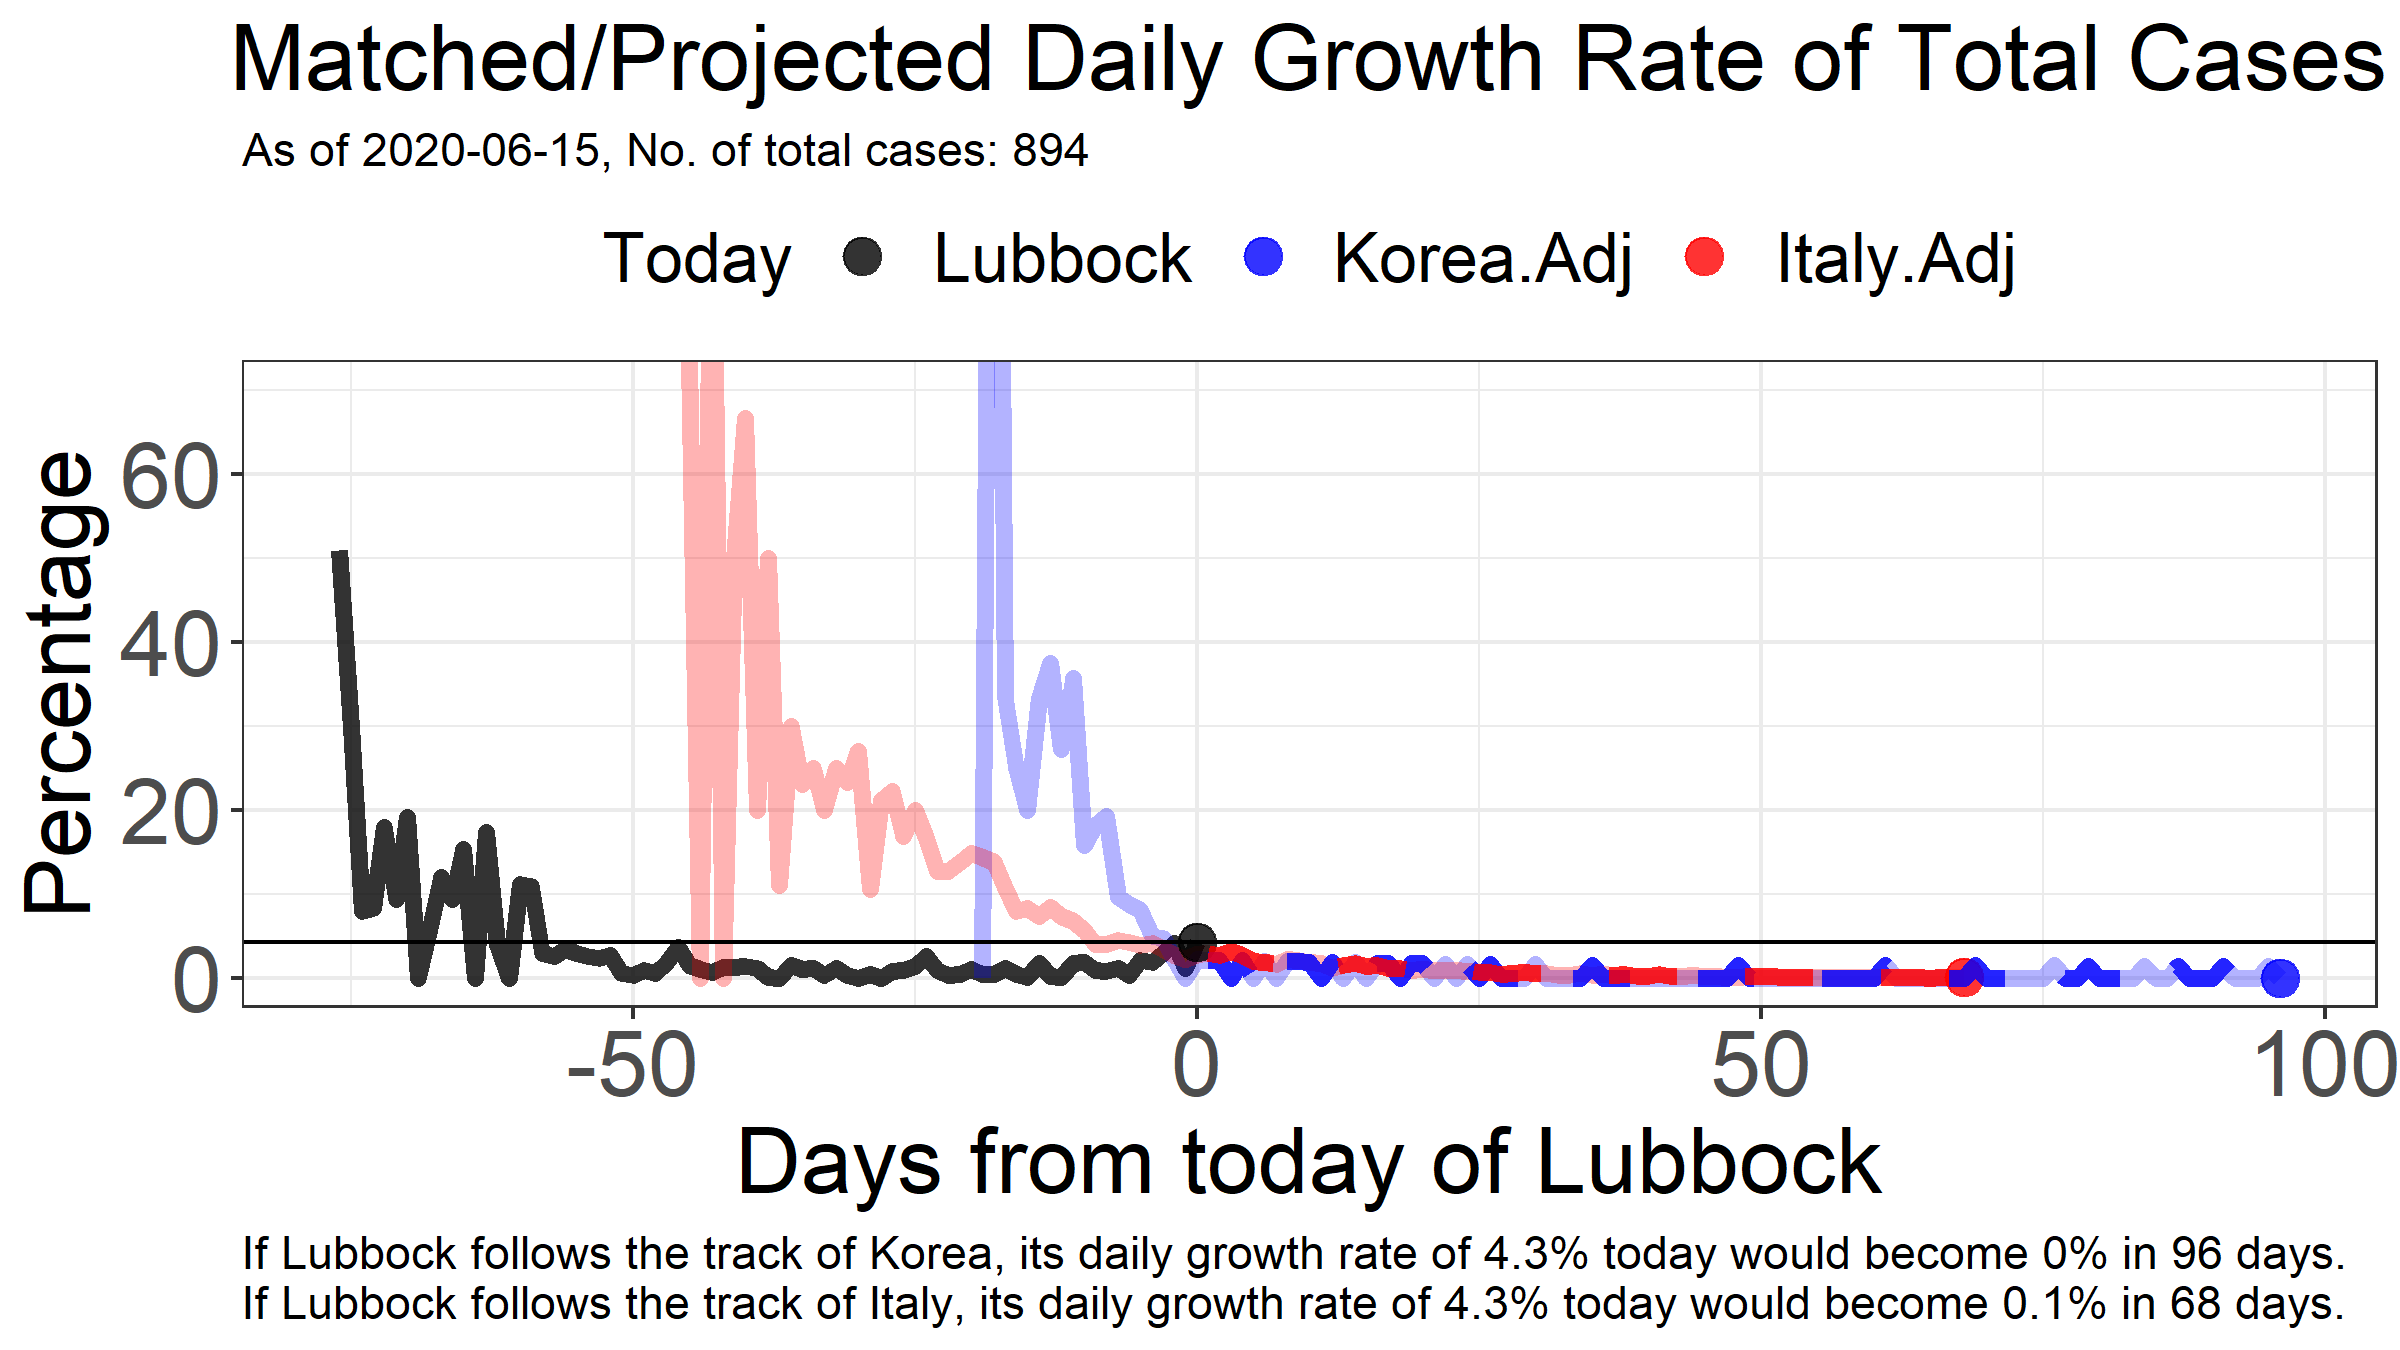 Matched/Projected Daily Growth Rate of Total Cases
As of 2020-06-15, No. of total cases: 894
Today Lubbock Korea.Adj Italy.Adj
Percentage
60
40
20
0
-50 0 50 100
Days from today of Lubbock
If Lubbock follows the track of Korea, its daily growth rate of 4.3% today would become 0% in 96 days.
If Lubbock follows the track of Italy, its daily growth rate of 4.3% today would become 0.1% in 68 days.